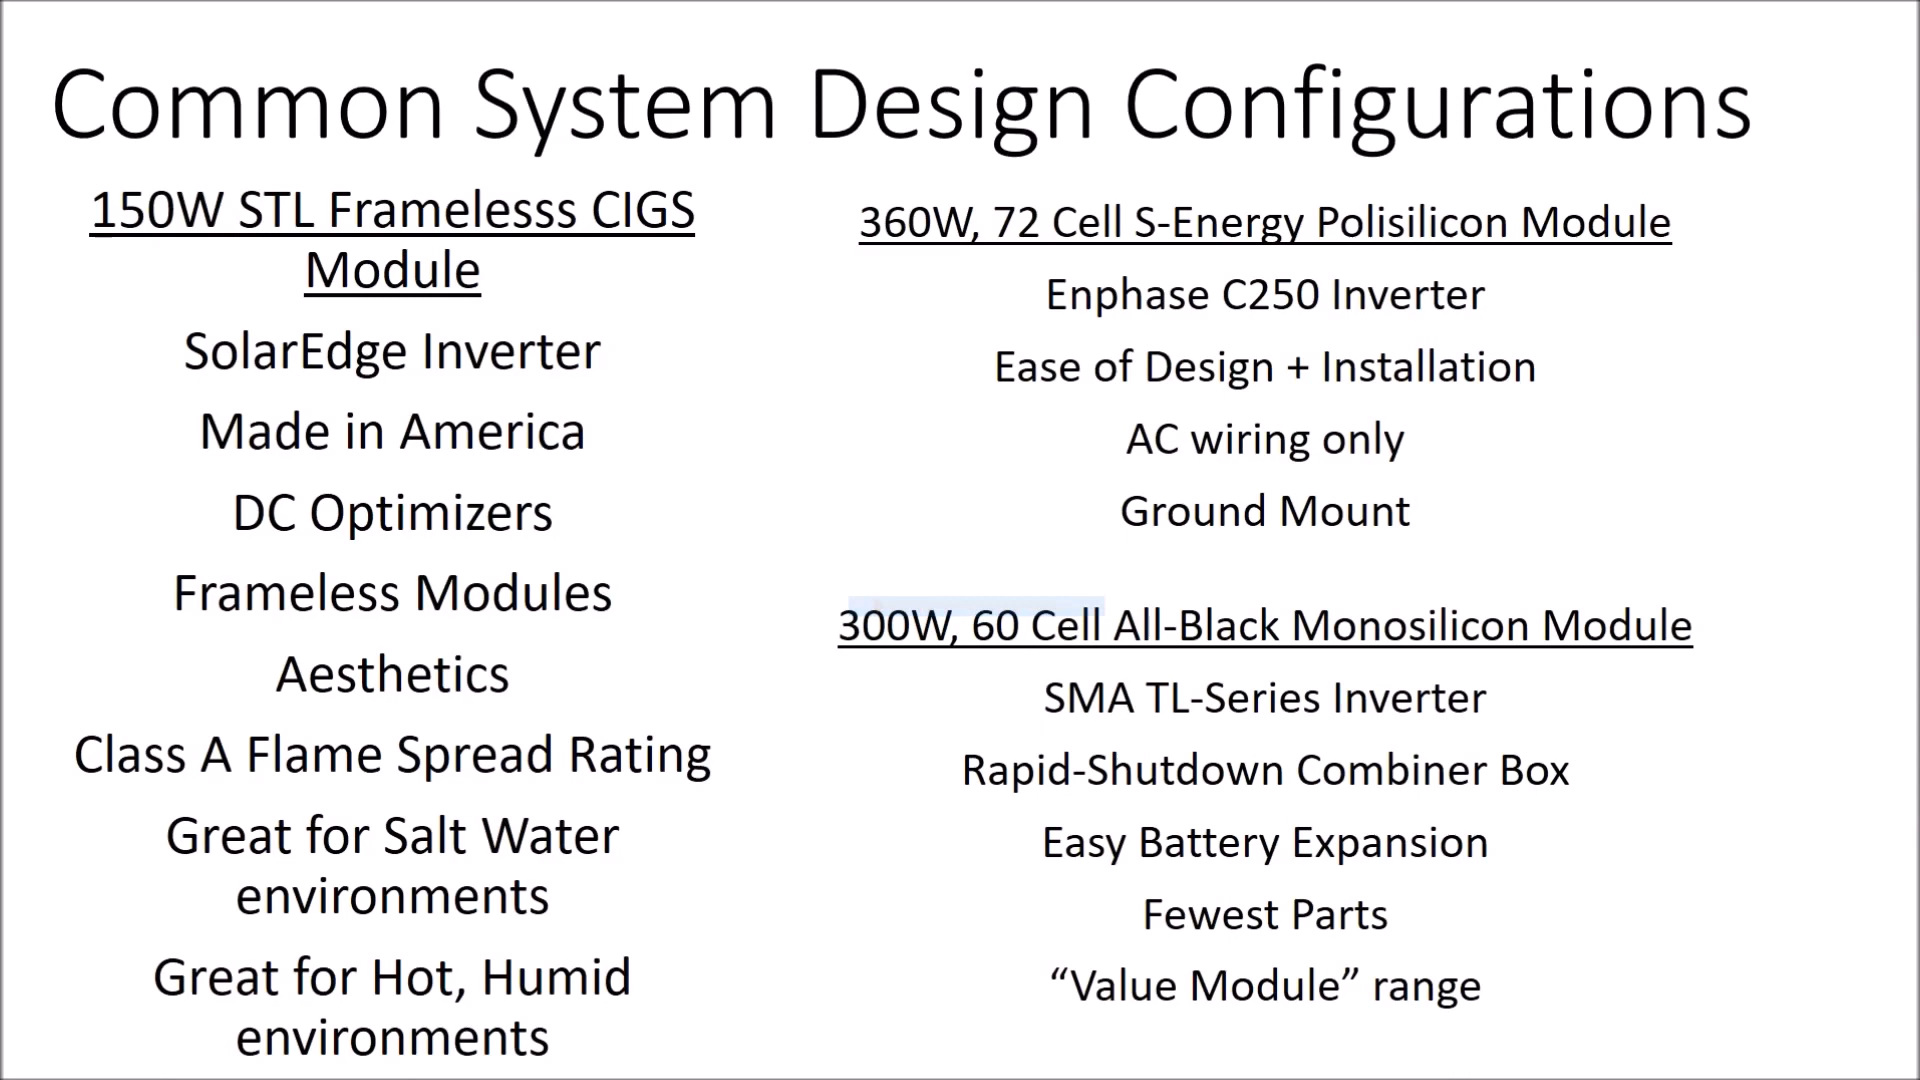 Common System Design Configurations
150W STL Framelesss CIGS
Module
SolarEdge Inverter
Made in America
DC Optimizers
Frameless Modules
Aesthetics
Class A Flame Spread Rating
Great for Salt Water
environments
Great for Hot, Humid
environments
360W, 72 Cell S-Energy Polisilicon Module
Enphase C250 Inverter
Ease of Design + Installation
AC wiring only
Ground Mount
300W, 60 Cell All-Black Monosilicon Module
SMA TL-Series Inverter
Rapid-Shutdown Combiner Box
Easy Battery Expansion
Fewest Parts
“Value Module” range